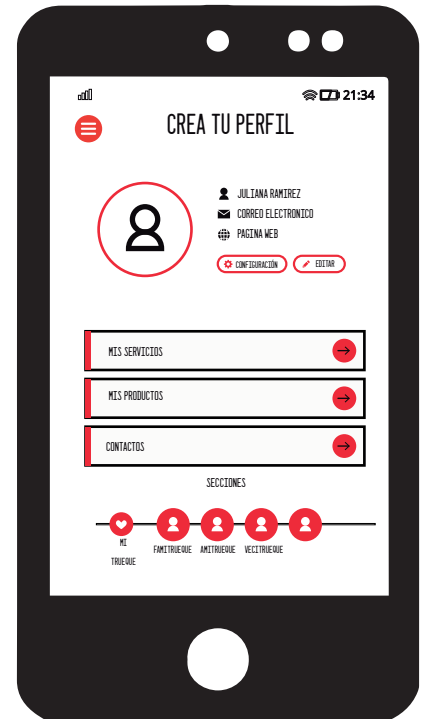 21:34
CREA TU PERFIL
JULIANA RAMIREZ
CORREO ELECTRONICO
PAGINA WEB
CONFIGURACIÓN
EDITAR
MIS SERVICIOS
MIS PRODUCTOS
CONTACTOS
SECCIONES
MI
TRUEQUE
FAMITRUEQUE
AMITRUEQUE
VECITRUEQUE